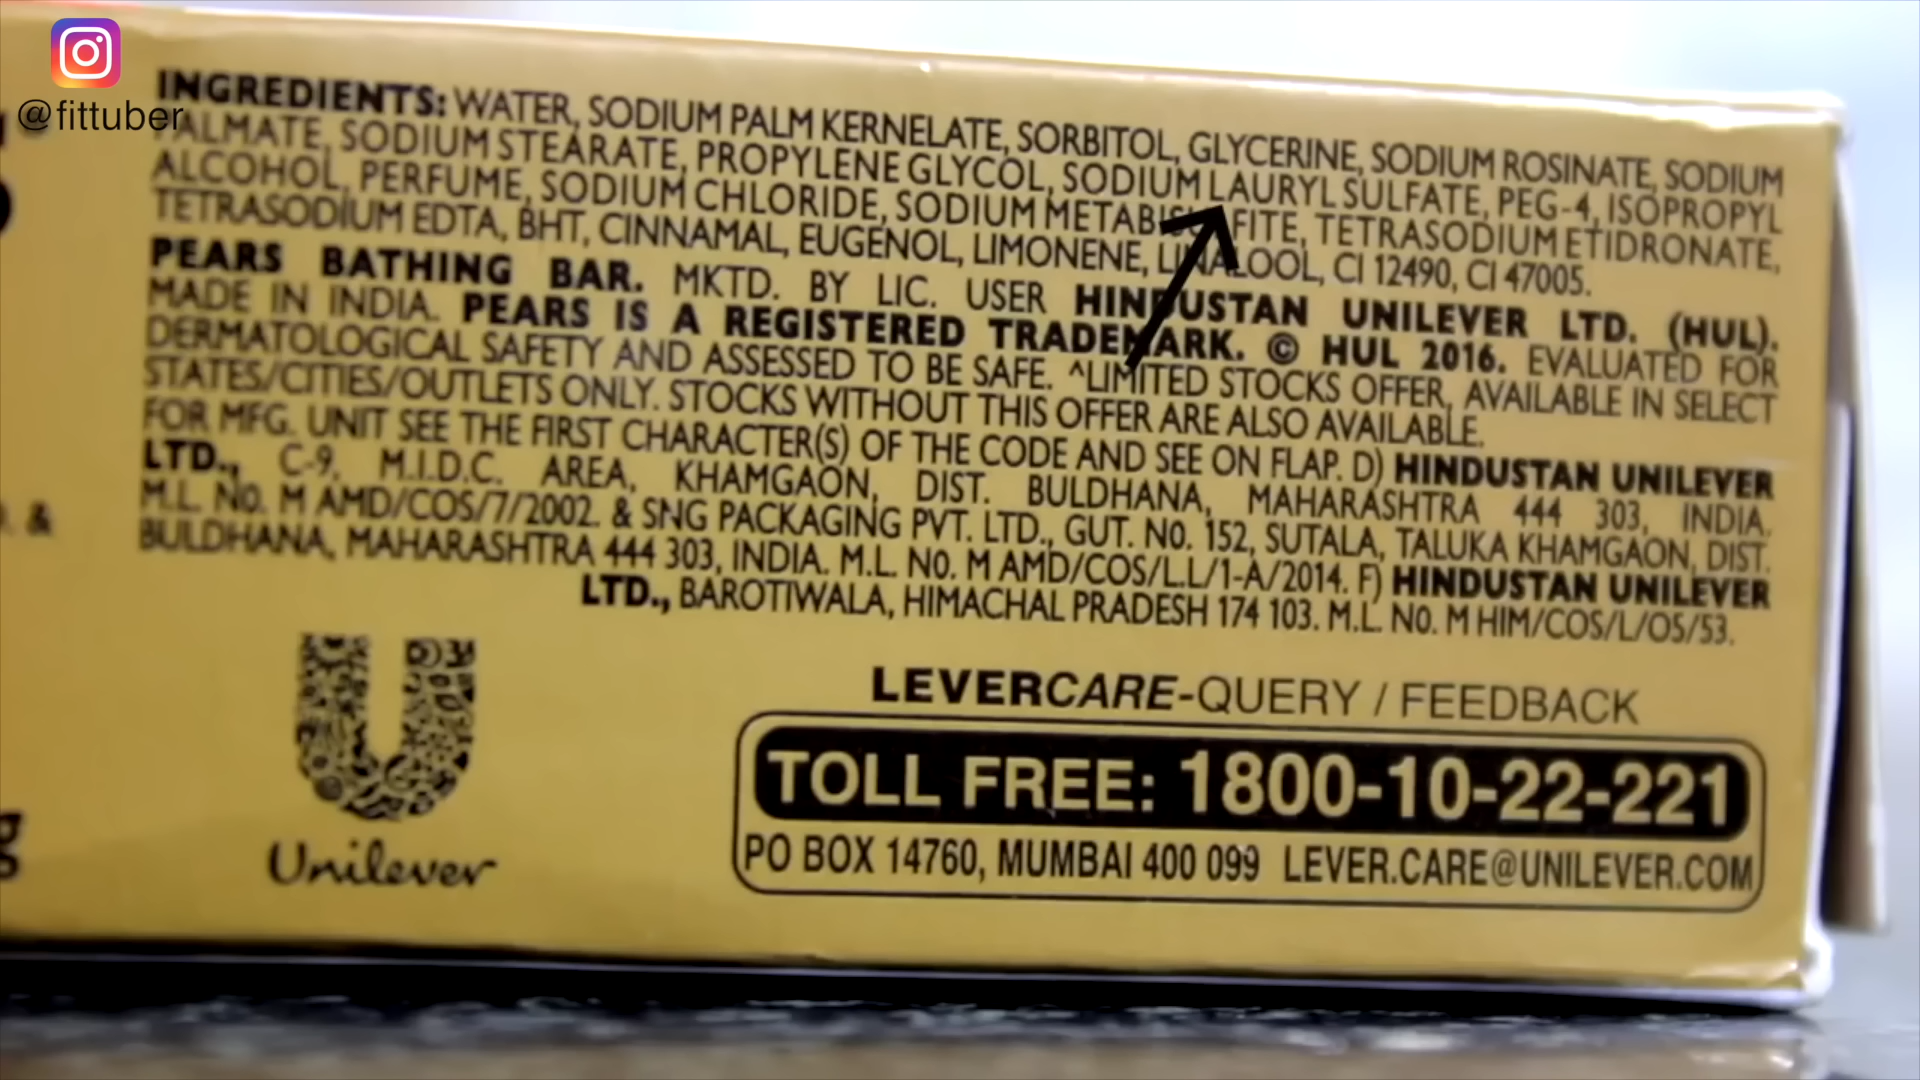 @fittuber
INGREDIENTS: WATER, SODIUM PALM KERNELATE, SORBITOL, GLYCERINE, SODIUM ROSINATE, SODIUM
PALMATE, SODIUM STEARATE, PROPYLENE GLYCOL, SODIUM LAURYL SULFATE, PEG-4, ISOPROPYL
ALCOHOL, PERFUME, SODIUM CHLORIDE, SODIUM METABISULFITE, TETRASODIUM ETIDRONATE,
TETRASODIUM EDTA, BHT, CINNAMAL, EUGENOL, LIMONENE, LINALOOL, CI 12490, CI 47005.
PEARS BATHING BAR. MKTD. BY LIC. USER HINDUSTAN UNILEVER LTD. (HUL).
MADE IN INDIA. PEARS IS A REGISTERED TRADEMARK. © HUL 2016. EVALUATED FOR
DERMATOLOGICAL SAFETY AND ASSESSED TO BE SAFE. ^LIMITED STOCKS OFFER, AVAILABLE IN SELECT
STATES/CITIES/OUTLETS ONLY. STOCKS WITHOUT THIS OFFER ARE ALSO AVAILABLE.
FOR MFG. UNIT SEE THE FIRST CHARACTER(S) OF THE CODE AND SEE ON FLAP. D) HINDUSTAN UNILEVER
LTD., C-9, M.I.D.C. AREA, KHAMGAON, DIST. BULDHANA, MAHARASHTRA 444 303, INDIA.
M.L. NO. M AMD/COS/7/2002. & SNG PACKAGING PVT. LTD., GUT. NO. 152, SUTALA, TALUKA KHAMGAON, DIST.
BULDHANA, MAHARASHTRA 444 303, INDIA. M.L. NO. M AMD/COS/L.L/1-A/2014. F) HINDUSTAN UNILEVER
LTD., BAROTIWALA, HIMACHAL PRADESH 174 103. M.L. NO. M HIM/COS/L/05/53.
Unilever
LEVERCARE-QUERY / FEEDBACK
TOLL FREE: 1800-10-22-221
PO BOX 14760, MUMBAI 400 099 LEVER.CARE@UNILEVER.COM